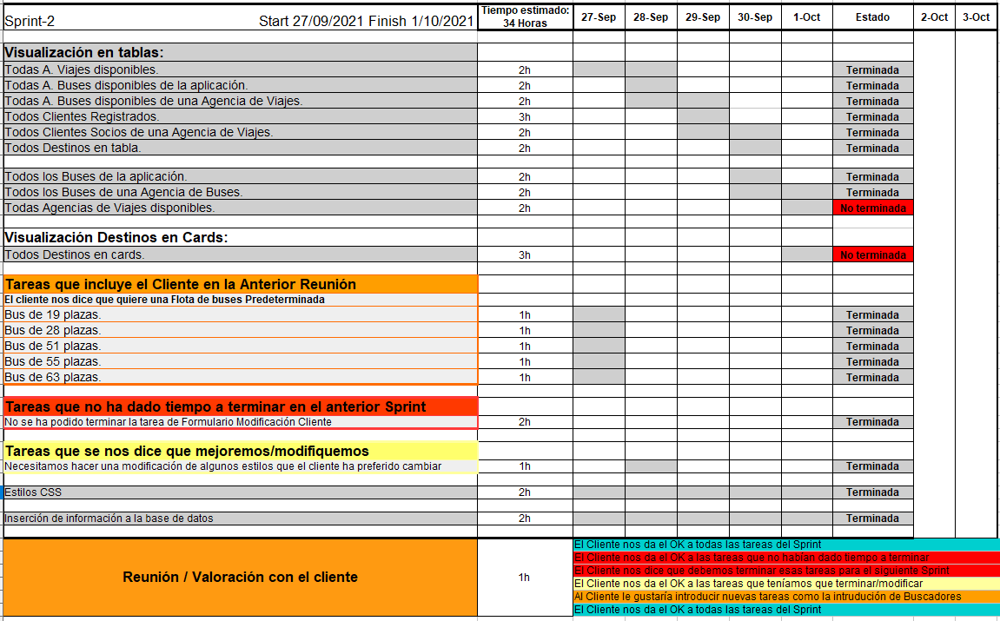 Sprint-2 Start 27/09/2021 Finish 1/10/2021 Tiempo estimado: 34 Horas 27-Sep 28-Sep 29-Sep 30-Sep 1-Oct Estado 2-Oct 3-Oct
Visualización en tablas:
Todas A. Viajes disponibles. 2h Terminada
Todas A. Buses disponibles de la aplicación. 2h Terminada
Todas A. Buses disponibles de una Agencia de Viajes. 2h Terminada
Todos Clientes Registrados. 3h Terminada
Todos Clientes Socios de una Agencia de Viajes. 2h Terminada
Todos Destinos en tabla. 2h Terminada
Todos los Buses de la aplicación. 2h Terminada
Todos los Buses de una Agencia de Buses. 2h Terminada
Todas Agencias de Viajes disponibles. 2h No terminada
Visualización Destinos en Cards:
Todos Destinos en cards. 3h No terminada
Tareas que incluye el Cliente en la Anterior Reunión
El cliente nos dice que quiere una Flota de buses Predeterminada
Bus de 19 plazas. 1h Terminada
Bus de 28 plazas. 1h Terminada
Bus de 51 plazas. 1h Terminada
Bus de 55 plazas. 1h Terminada
Bus de 63 plazas. 1h Terminada
Tareas que no ha dado tiempo a terminar en el anterior Sprint
No se ha podido terminar la tarea de Formulario Modificación Cliente 2h Terminada
Tareas que se nos dice que mejoremos/modifiquemos
Necesitamos hacer una modificación de algunos estilos que el cliente ha preferido cambiar 1h Terminada
Estilos CSS 2h Terminada
Inserción de información a la base de datos 2h Terminada
Reunión / Valoración con el cliente 1h
El Cliente nos da el OK a todas las tareas del Sprint
El Cliente nos da el OK a las tareas que no habían dado tiempo a terminar
El Cliente nos dice que debemos terminar esas tareas para el siguiente Sprint
El Cliente nos da el OK a las tareas que teníamos que terminar/modificar
Al Cliente le gustaría introducir nuevas tareas como la intrudución de Buscadores
El Cliente nos da el OK a todas las tareas del Sprint